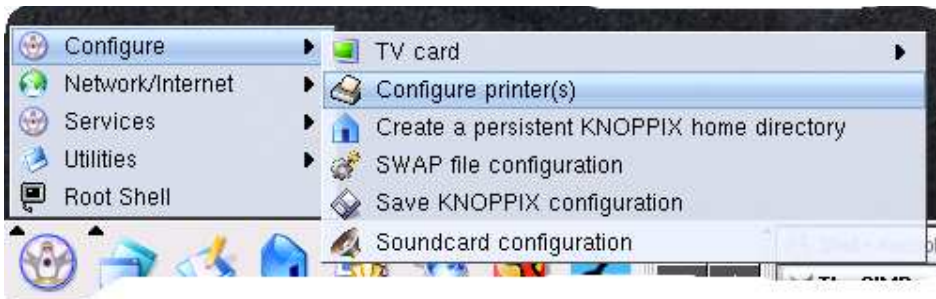 Configure
Network/Internet
Services
Utilities
Root Shell
TV card
Configure printer(s)
Create a persistent KNOPPIX home directory
SWAP file configuration
Save KNOPPIX configuration
Soundcard configuration